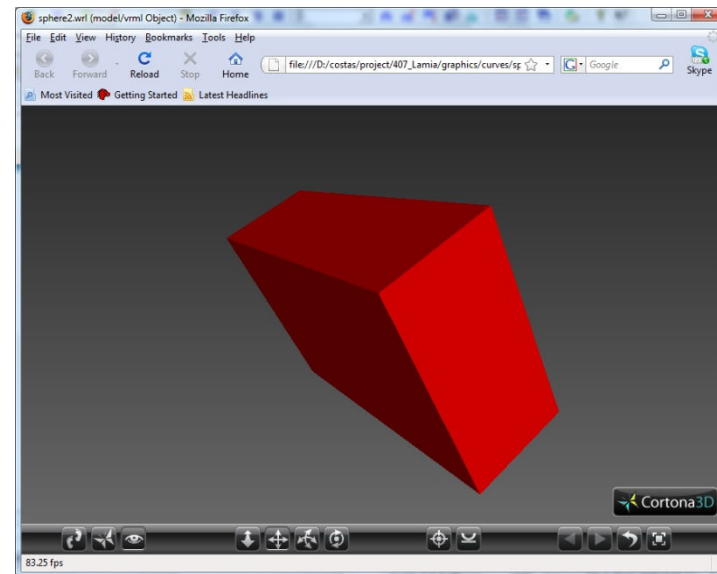 sphere2.wrl (model/vrml Object) - Mozilla Firefox
File Edit View History Bookmarks Tools Help
Back Forward Reload Stop Home file:///D:/costas/project/407_Lamia/graphics/curves/sp Google Skype
Most Visited Getting Started Latest Headlines
Cortona3D
83.25 fps